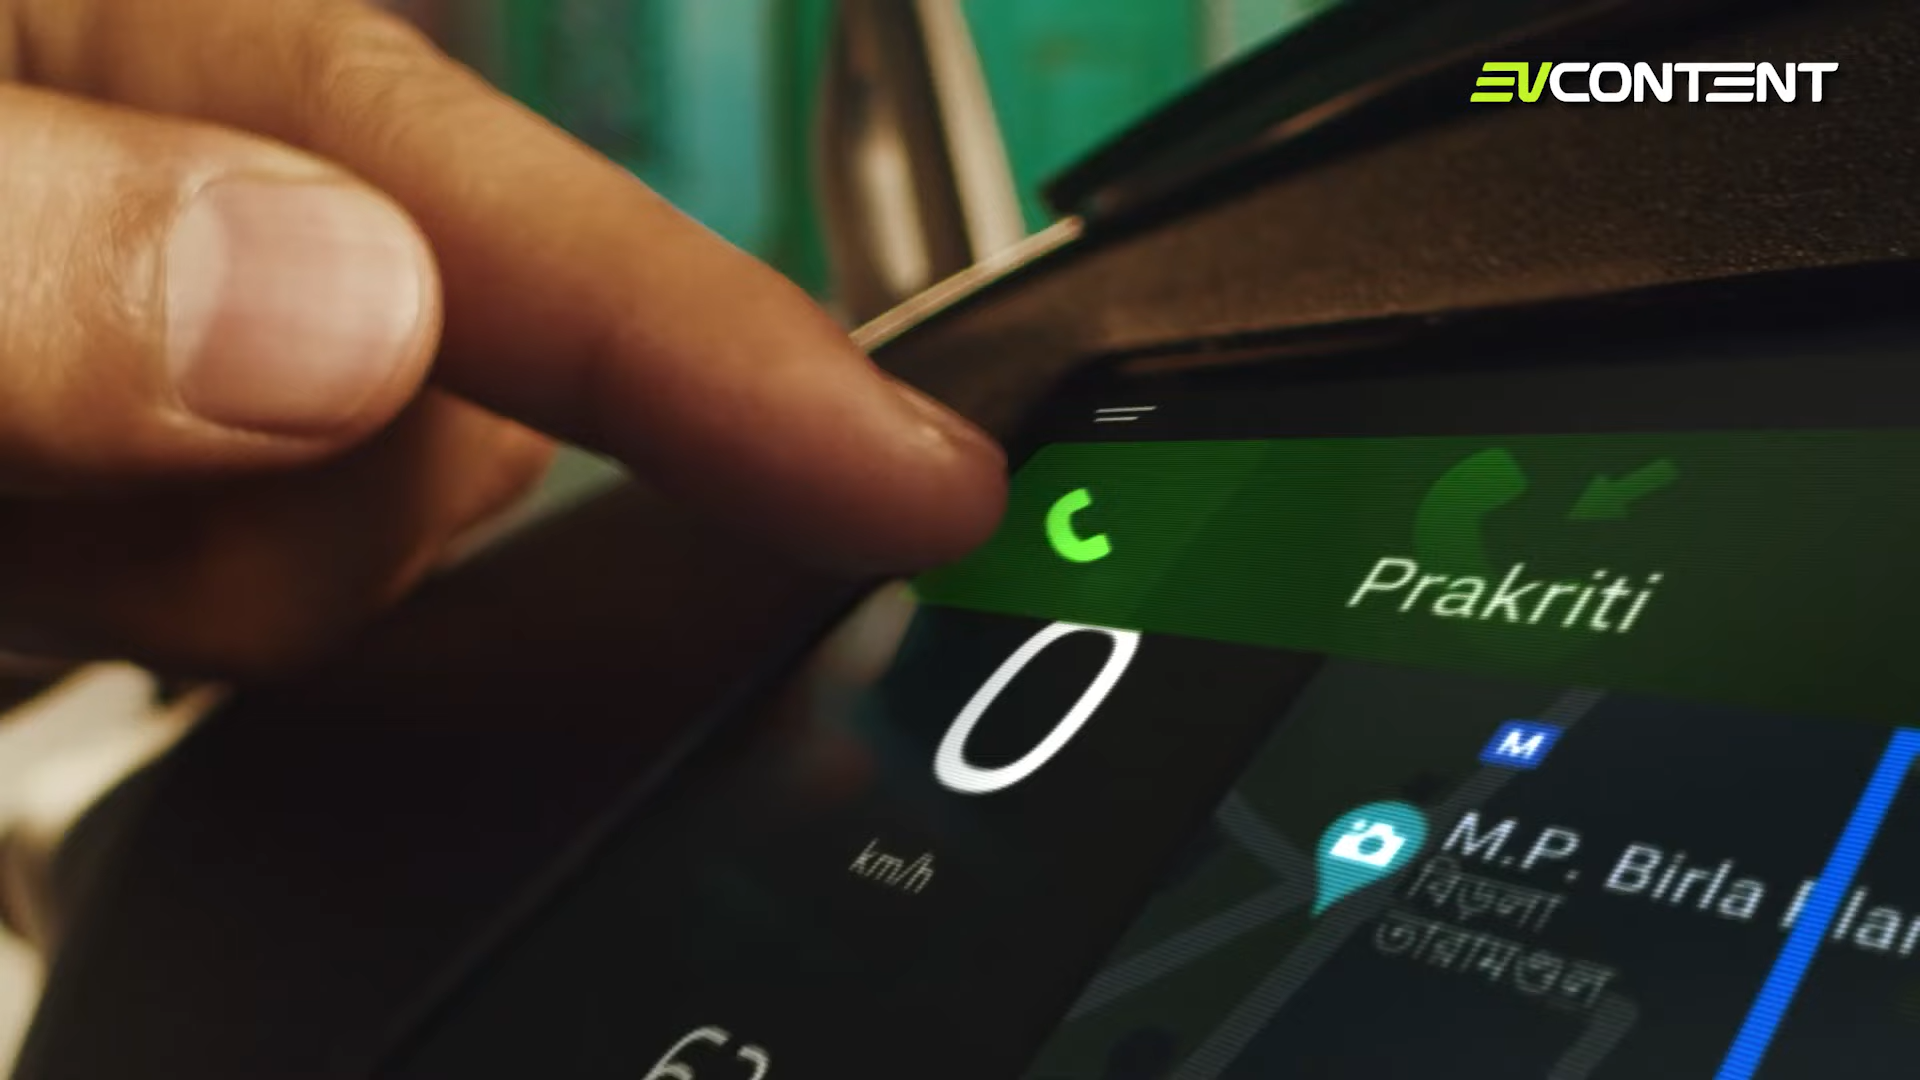 EVCONTENT
Prakriti
0
km/h
M
M.P. Birla
বিড়লা
তারামণ্ডল